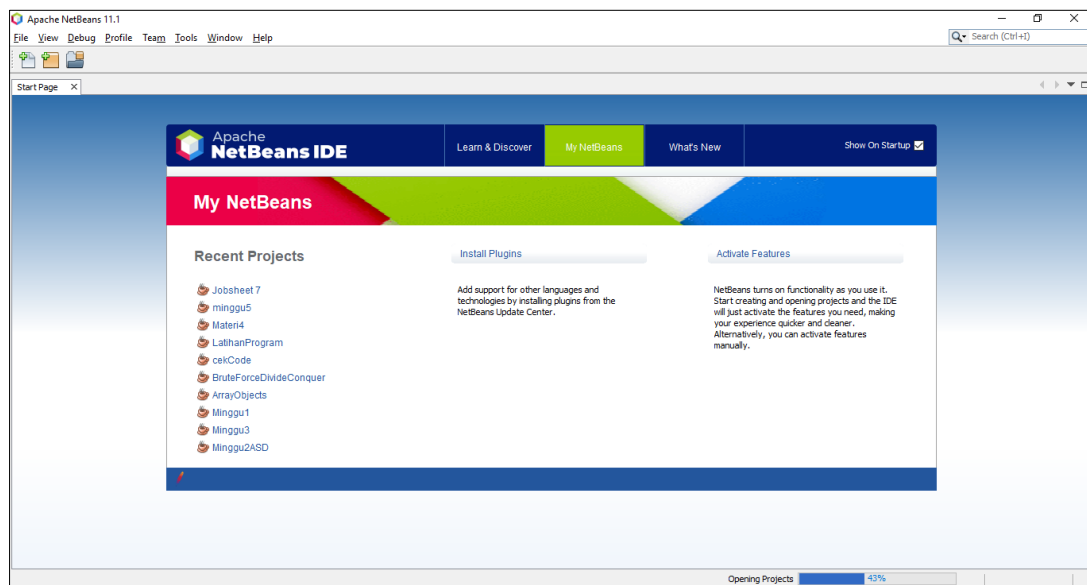 Apache NetBeans 11.1
File View Debug Profile Team Tools Window Help
Search (Ctrl+I)
Start Page
Apache
NetBeans IDE
Learn & Discover
My NetBeans
What's New
Show On Startup
My NetBeans
Recent Projects
Jobsheet 7
minggu5
Materi4
LatihanProgram
cekCode
BruteForceDivideConquer
ArrayObjects
Minggu1
Minggu3
Minggu2ASD
Install Plugins
Add support for other languages and
technologies by installing plugins from the
NetBeans Update Center.
Activate Features
NetBeans turns on functionality as you use it.
Start creating and opening projects and the IDE
will just activate the features you need, making
your experience quicker and cleaner.
Alternatively, you can activate features
manually.
Opening Projects
43%